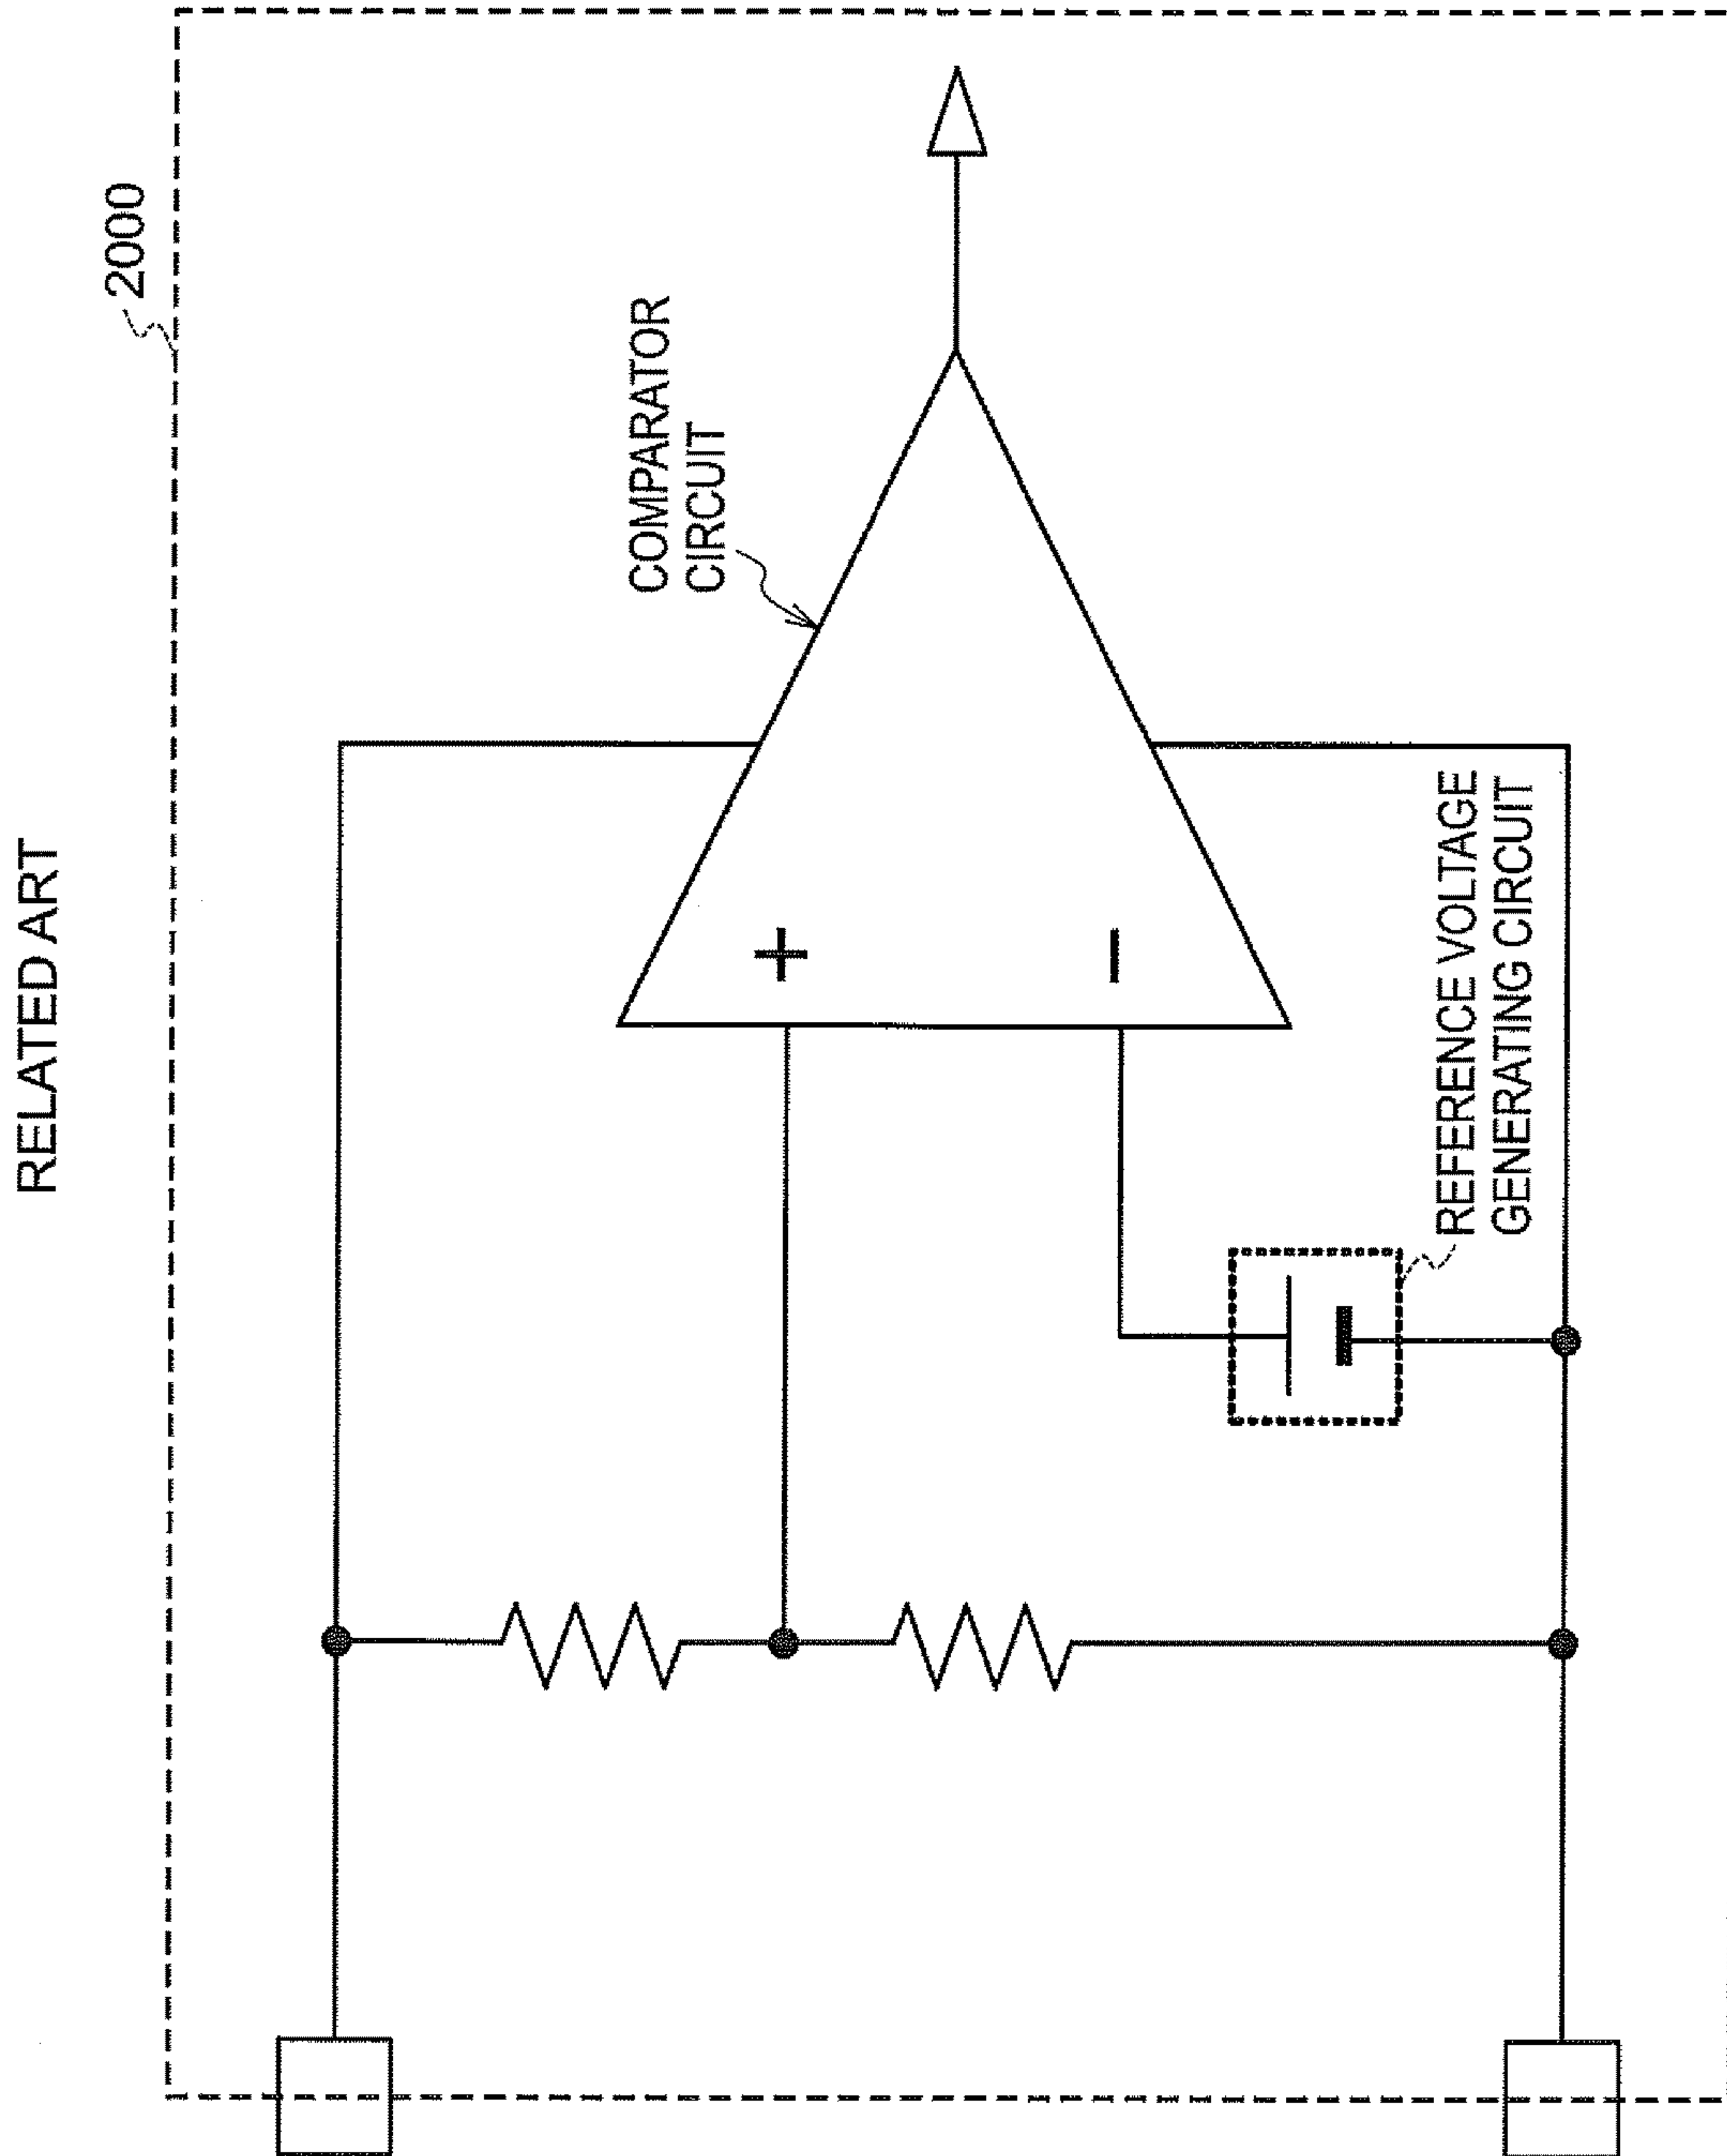 RELATED ART
2000
COMPARATOR
CIRCUIT
+
−
REFERENCE VOLTAGE
GENERATING CIRCUIT